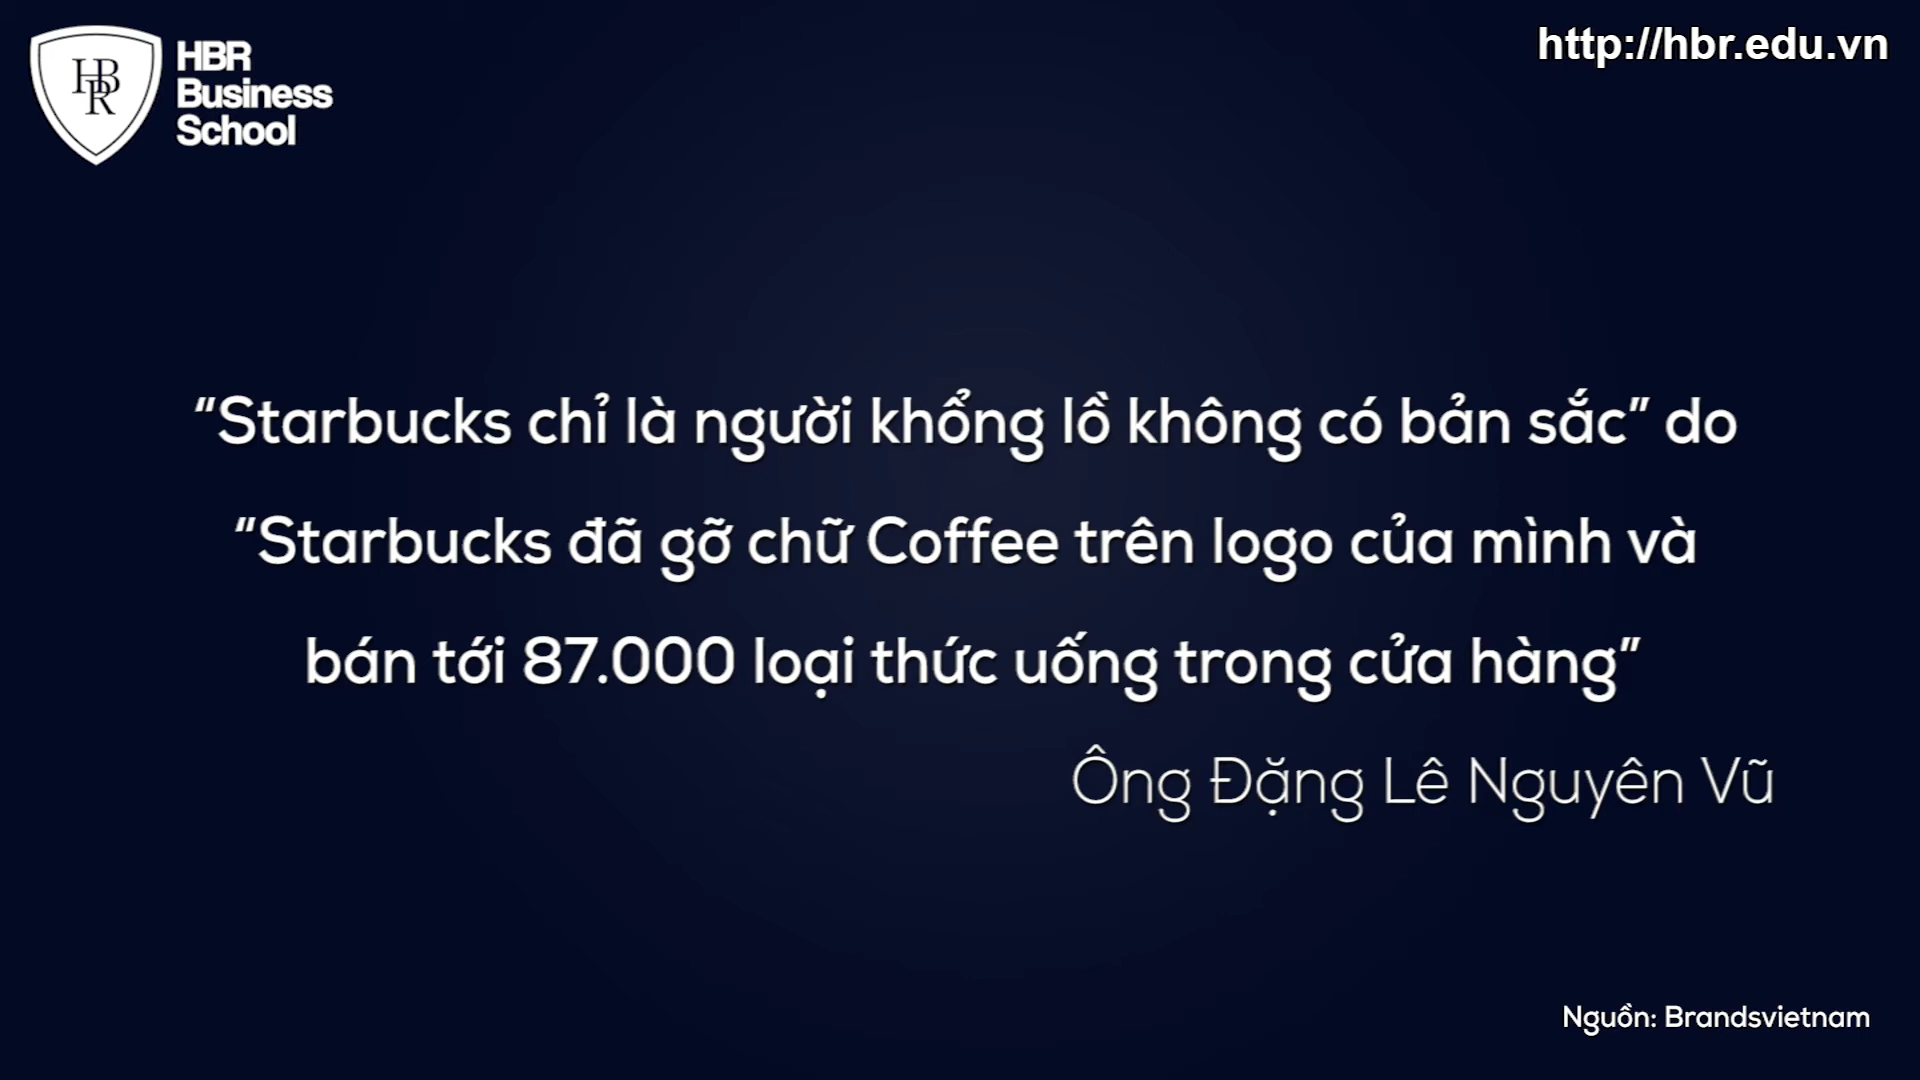 HBR
HBR
Business
School
http://hbr.edu.vn
“Starbucks chỉ là người khổng lồ không có bản sắc” do
“Starbucks đã gỡ chữ Coffee trên logo của mình và
bán tới 87.000 loại thức uống trong cửa hàng”
Ông Đặng Lê Nguyên Vũ
Nguồn: Brandsvietnam